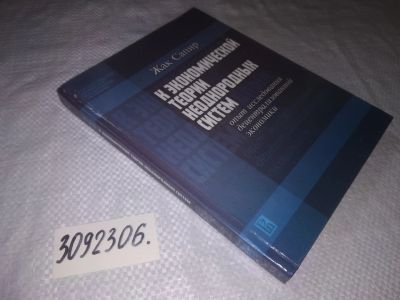 Жак Сапир
К ЭКОНОМИЧЕСКОЙ
ТЕОРИИ
НЕОДНОРОДНЫХ
СИСТЕМ
опыт исследования
децентрализованной
экономики
3092306.